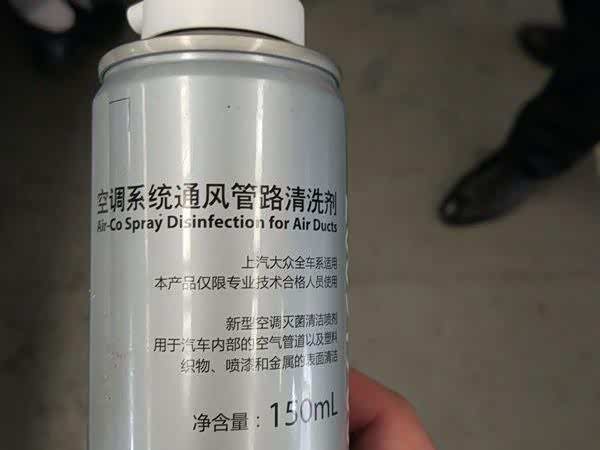 空调系统通风管路清洗剂
Air-Co Spray Disinfection for Air Ducts
上汽大众全车系适用
本产品仅限专业技术合格人员使用
新型空调灭菌清洁喷剂
用于汽车内部的空气管道以及塑料
织物、喷漆和金属的表面清洁
净含量：150mL